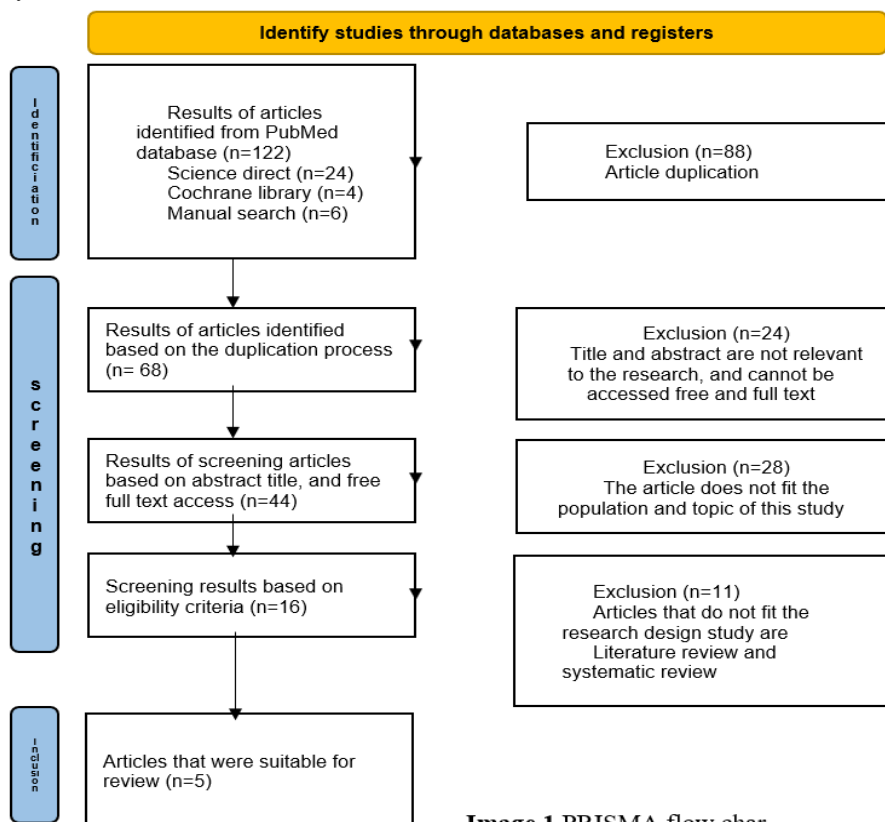 Identify studies through databases and registers
Identificiation
Results of articles
identified from PubMed
database (n=122)
Science direct (n=24)
Cochrane library (n=4)
Manual search (n=6)
Exclusion (n=88)
Article duplication
screening
Results of articles identified
based on the duplication process
(n= 68)
Exclusion (n=24)
Title and abstract are not relevant
to the research, and cannot be
accessed free and full text
Results of screening articles
based on abstract title, and free
full text access (n=44)
Exclusion (n=28)
The article does not fit the
population and topic of this study
Screening results based on
eligibility criteria (n=16)
Exclusion (n=11)
Articles that do not fit the
research design study are
Literature review and
systematic review
Inclusion
Articles that were suitable for
review (n=5)
Image 1 PRISMA flow char